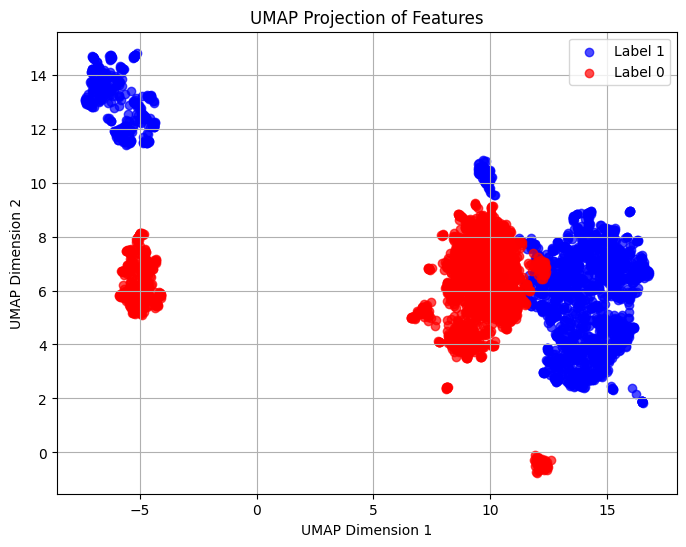 UMAP Projection of Features
Label 1
Label 0
UMAP Dimension 2
14
12
10
8
6
4
2
0
−5
0
5
10
15
UMAP Dimension 1